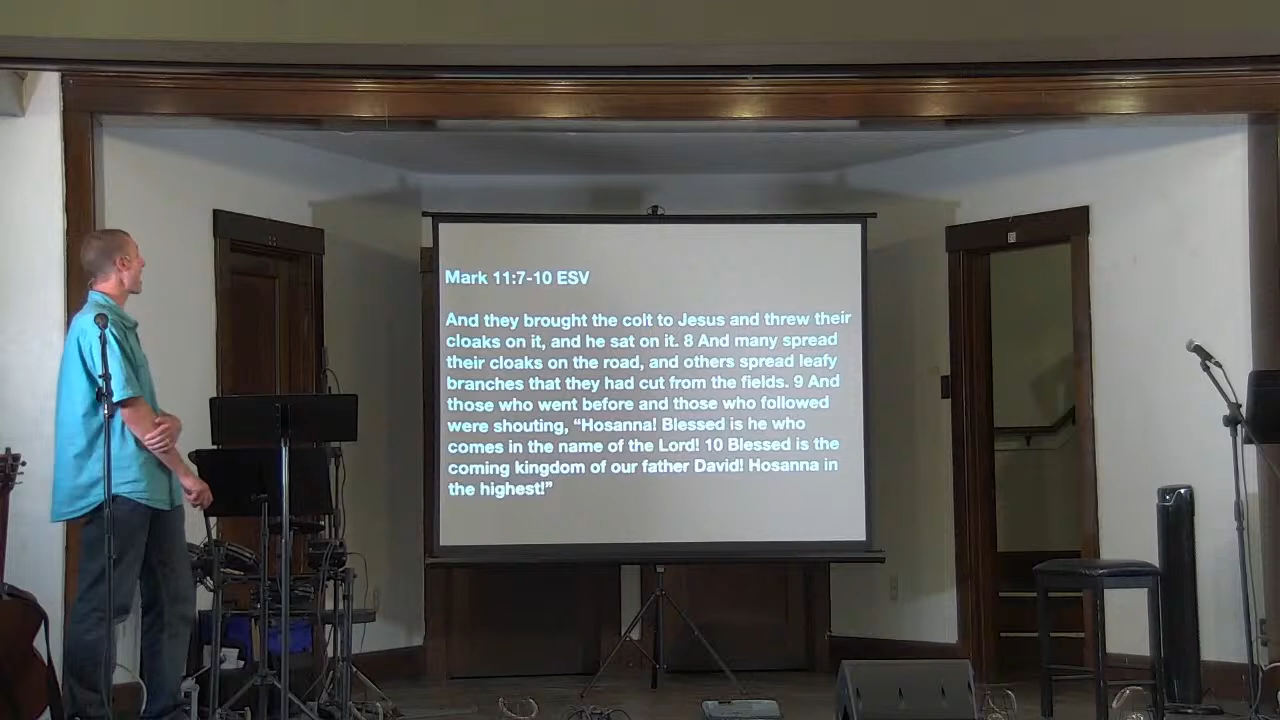 Mark 11:7-10 ESV
And they brought the colt to Jesus and threw their
cloaks on it, and he sat on it. 8 And many spread
their cloaks on the road, and others spread leafy
branches that they had cut from the fields. 9 And
those who went before and those who followed
were shouting, “Hosanna! Blessed is he who
comes in the name of the Lord! 10 Blessed is the
coming kingdom of our father David! Hosanna in
the highest!”